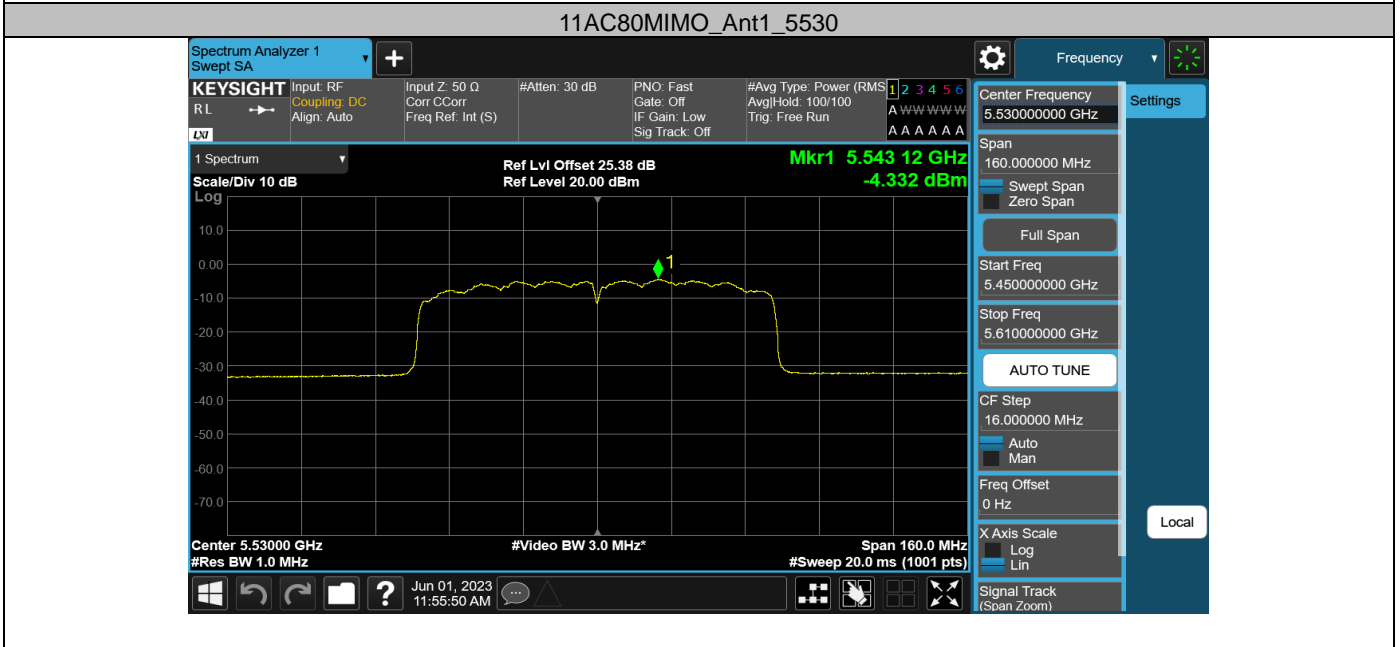 11AC80MIMO_Ant1_5530
Spectrum Analyzer 1
Swept SA
+
Frequency
KEYSIGHT
RL
LXI
Input: RF
Coupling: DC
Align: Auto
Input Z: 50 Ω
Corr CCorr
Freq Ref: Int (S)
#Atten: 30 dB
PNO: Fast
Gate: Off
IF Gain: Low
Sig Track: Off
#Avg Type: Power (RMS
Avg|Hold: 100/100
Trig: Free Run
1 2 3 4 5 6
A W W W W W
A A A A A A
1 Spectrum
Scale/Div 10 dB
Log
Ref Lvl Offset 25.38 dB
Ref Level 20.00 dBm
Mkr1 5.543 12 GHz
-4.332 dBm
10.0
0.00
-10.0
-20.0
-30.0
-40.0
-50.0
-60.0
-70.0
1
Center 5.53000 GHz
#Res BW 1.0 MHz
#Video BW 3.0 MHz*
Span 160.0 MHz
#Sweep 20.0 ms (1001 pts)
?
Jun 01, 2023
11:55:50 AM
Center Frequency
5.530000000 GHz
Settings
Span
160.000000 MHz
Swept Span
Zero Span
Full Span
Start Freq
5.450000000 GHz
Stop Freq
5.610000000 GHz
AUTO TUNE
CF Step
16.000000 MHz
Auto
Man
Freq Offset
0 Hz
X Axis Scale
Log
Lin
Local
Signal Track
(Span Zoom)